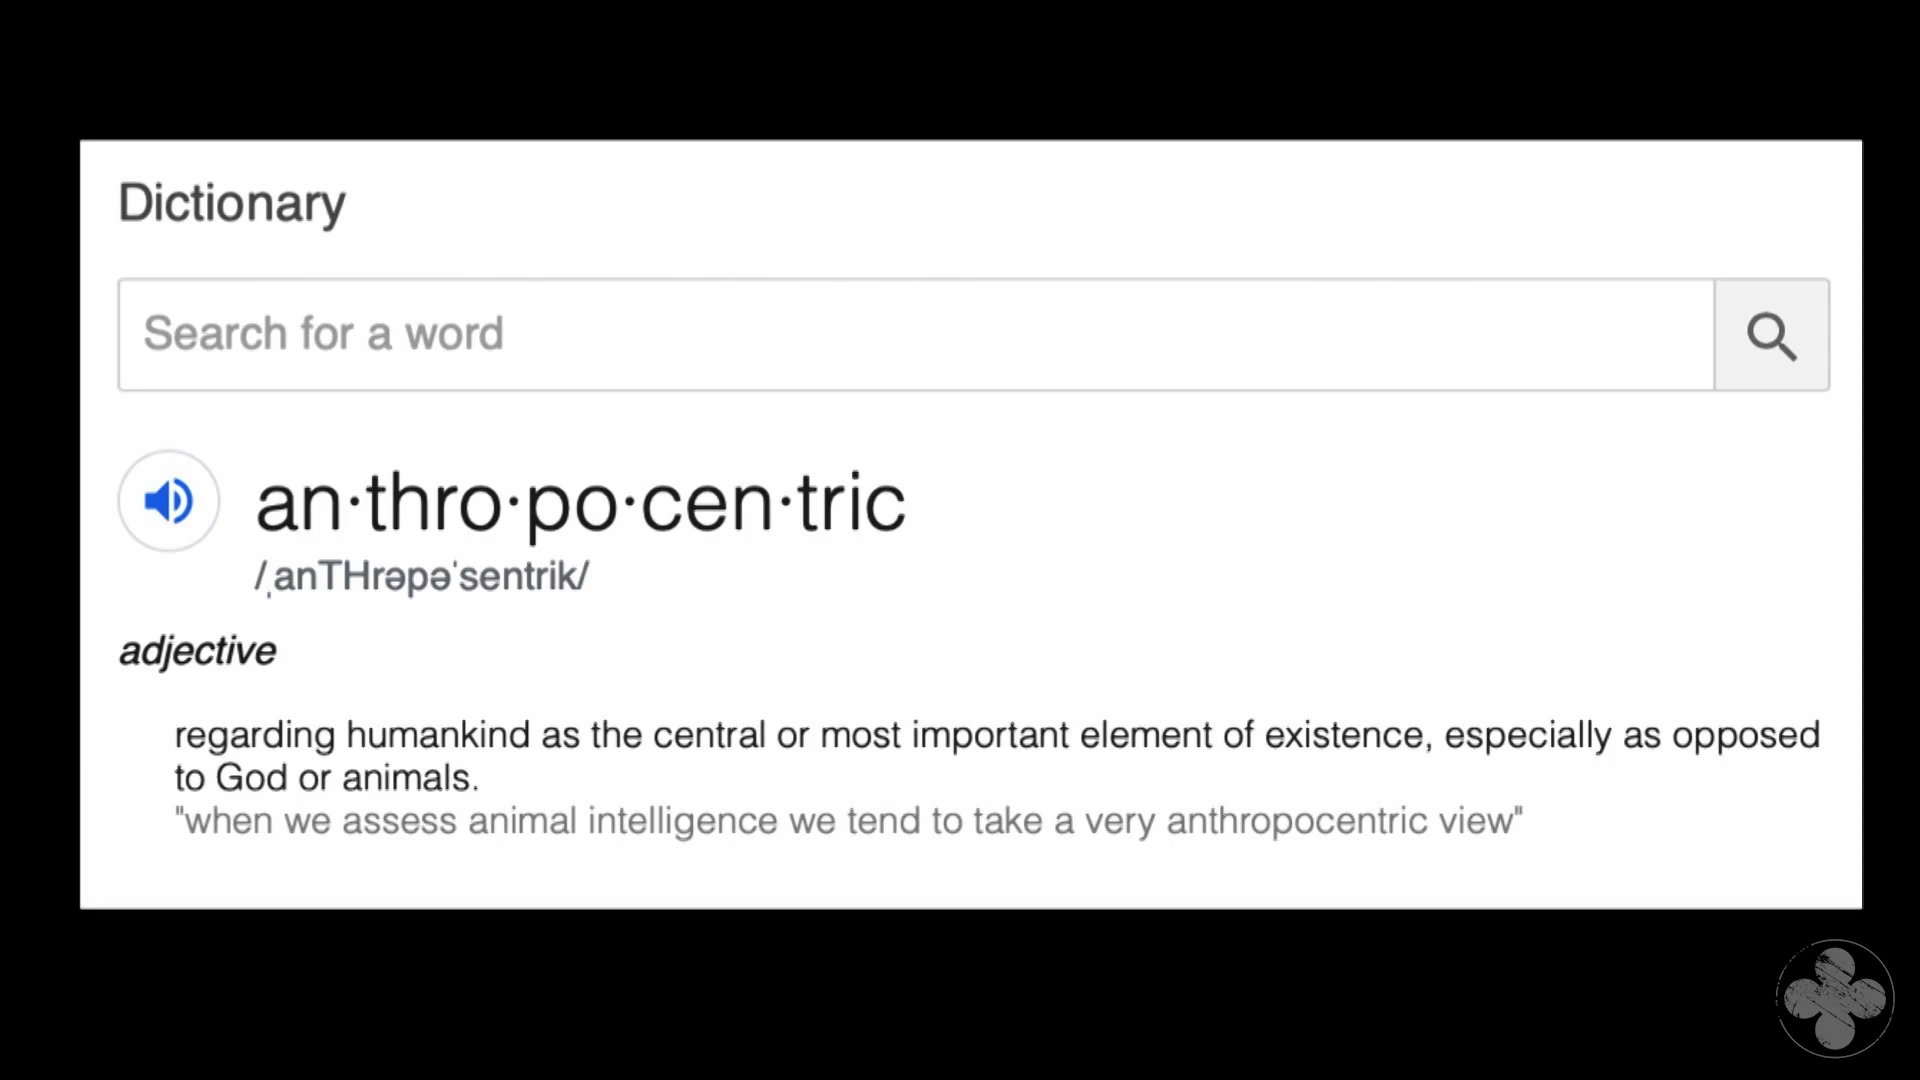 Dictionary
Search for a word
an·thro·po·cen·tric
/ˌanTHrəpəˈsentrik/
adjective
regarding humankind as the central or most important element of existence, especially as opposed
to God or animals.
"when we assess animal intelligence we tend to take a very anthropocentric view"